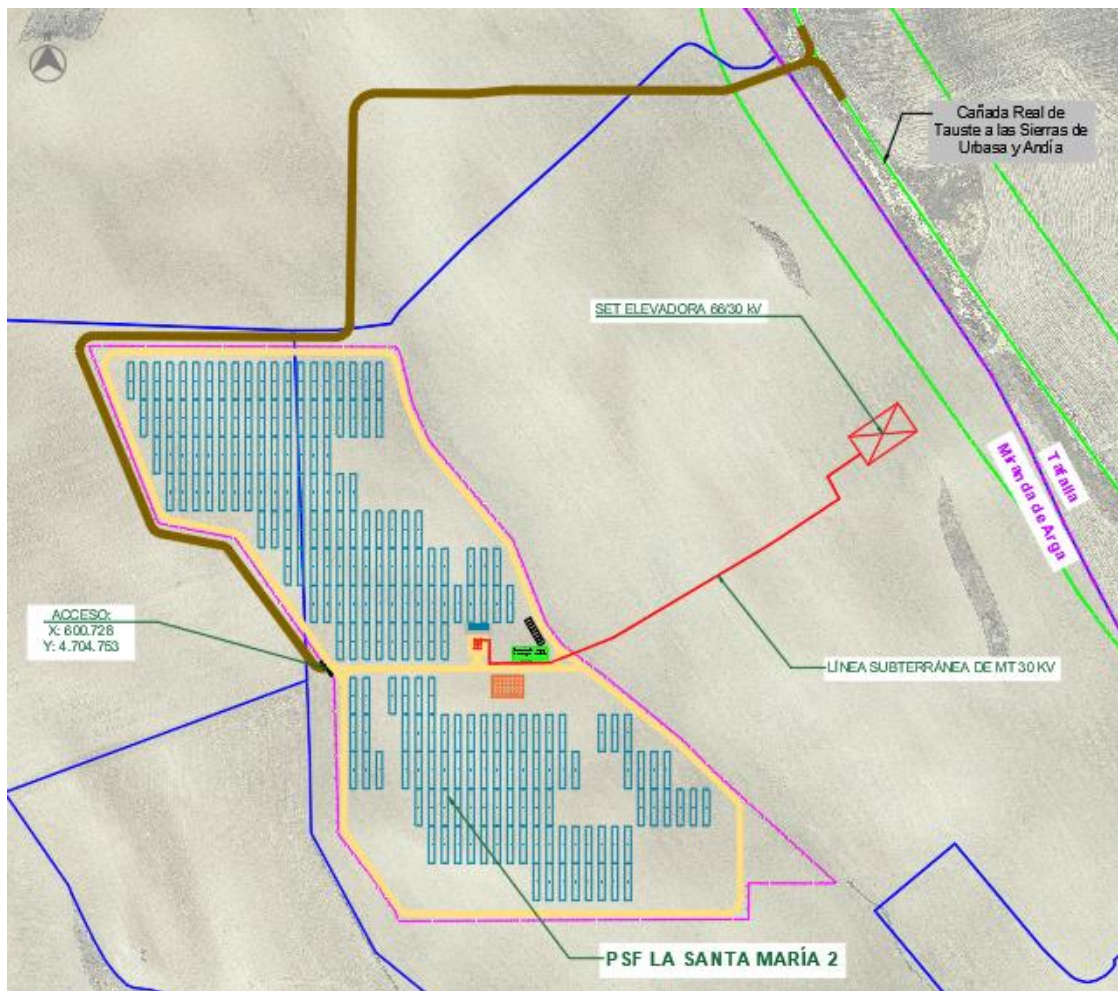 Cañada Real de
Tauste a las Sierras de
Urbasa y Andía
SET ELEVADORA 66/30 kV
Tafalla
Miranda de Arga
ACCESO:
X: 600.726
Y: 4.704.753
LÍNEA SUBTERRÁNEA DE MT 30 KV
PSF LA SANTA MARÍA 2